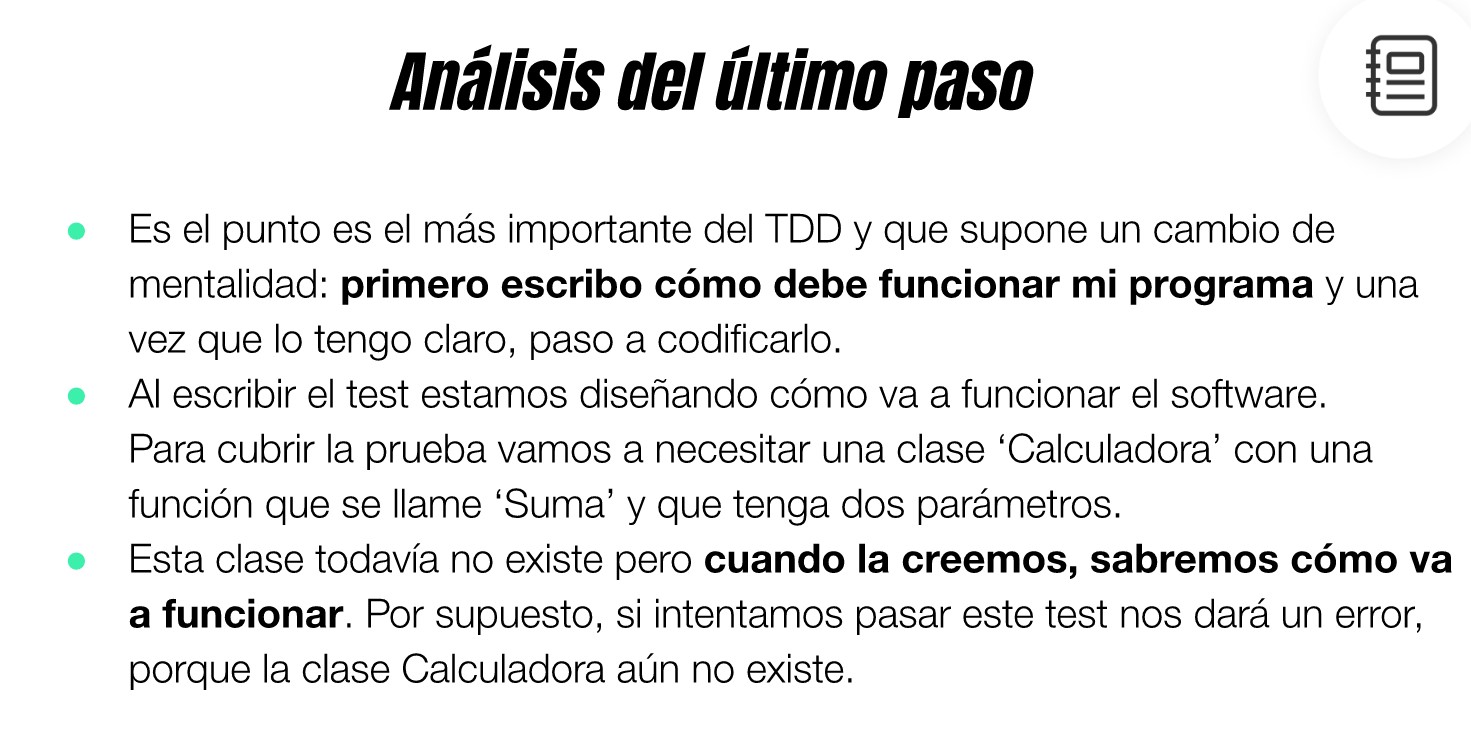 Análisis del último paso
Es el punto es el más importante del TDD y que supone un cambio de
mentalidad: primero escribo cómo debe funcionar mi programa y una
vez que lo tengo claro, paso a codificarlo.
Al escribir el test estamos diseñando cómo va a funcionar el software.
Para cubrir la prueba vamos a necesitar una clase ‘Calculadora’ con una
función que se llame ‘Suma’ y que tenga dos parámetros.
Esta clase todavía no existe pero cuando la creemos, sabremos cómo va
a funcionar. Por supuesto, si intentamos pasar este test nos dará un error,
porque la clase Calculadora aún no existe.